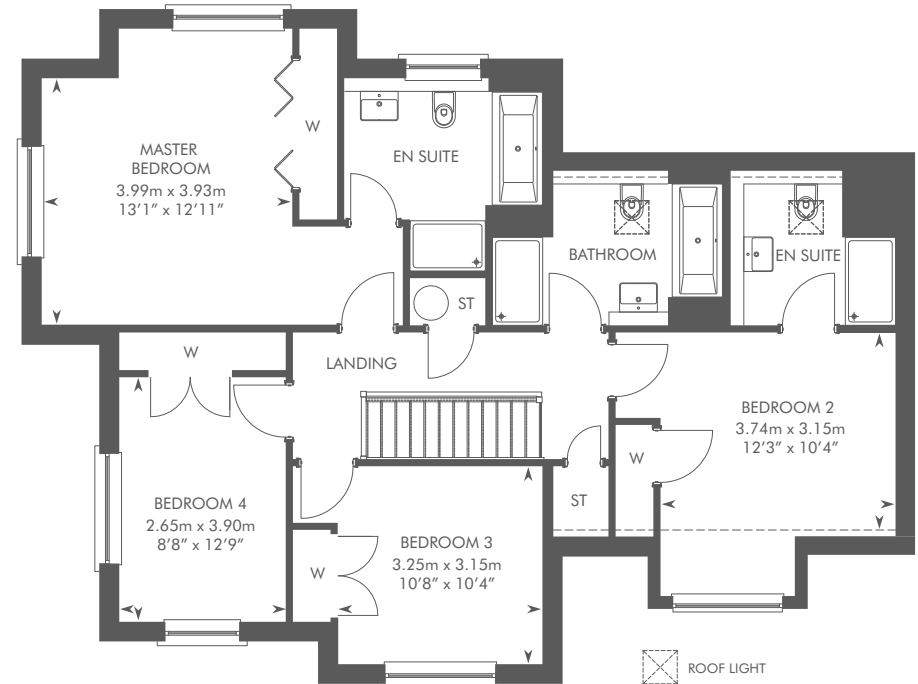 MASTER
BEDROOM
3.99m x 3.93m
13'1" x 12'11"
W
EN SUITE
BATHROOM
EN SUITE
ST
LANDING
W
BEDROOM 2
3.74m x 3.15m
12'3" x 10'4"
W
BEDROOM 4
2.65m x 3.90m
8'8" x 12'9"
ST
BEDROOM 3
3.25m x 3.15m
10'8" x 10'4"
W
ROOF LIGHT